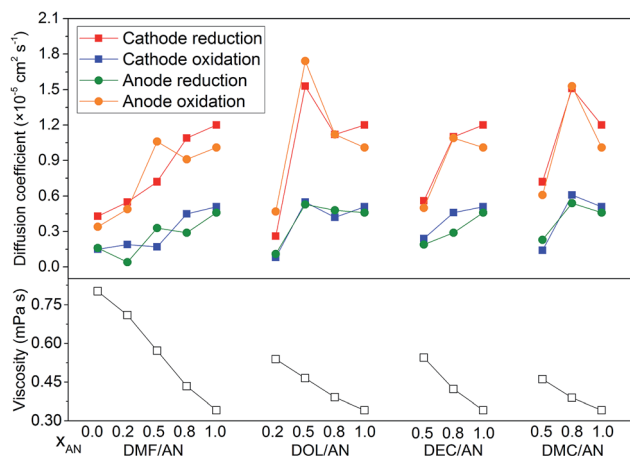 Diffusion coefficient (×10⁻⁵ cm² s⁻¹)
2.1
1.8
1.5
1.2
0.9
0.6
0.3
0.0
Cathode reduction
Cathode oxidation
Anode reduction
Anode oxidation
Viscosity (mPa s)
0.75
0.60
0.45
0.30
X_AN 0.0 0.2 0.5 0.8 1.0 0.2 0.5 0.8 1.0 0.5 0.8 1.0 0.5 0.8 1.0
DMF/AN DOL/AN DEC/AN DMC/AN